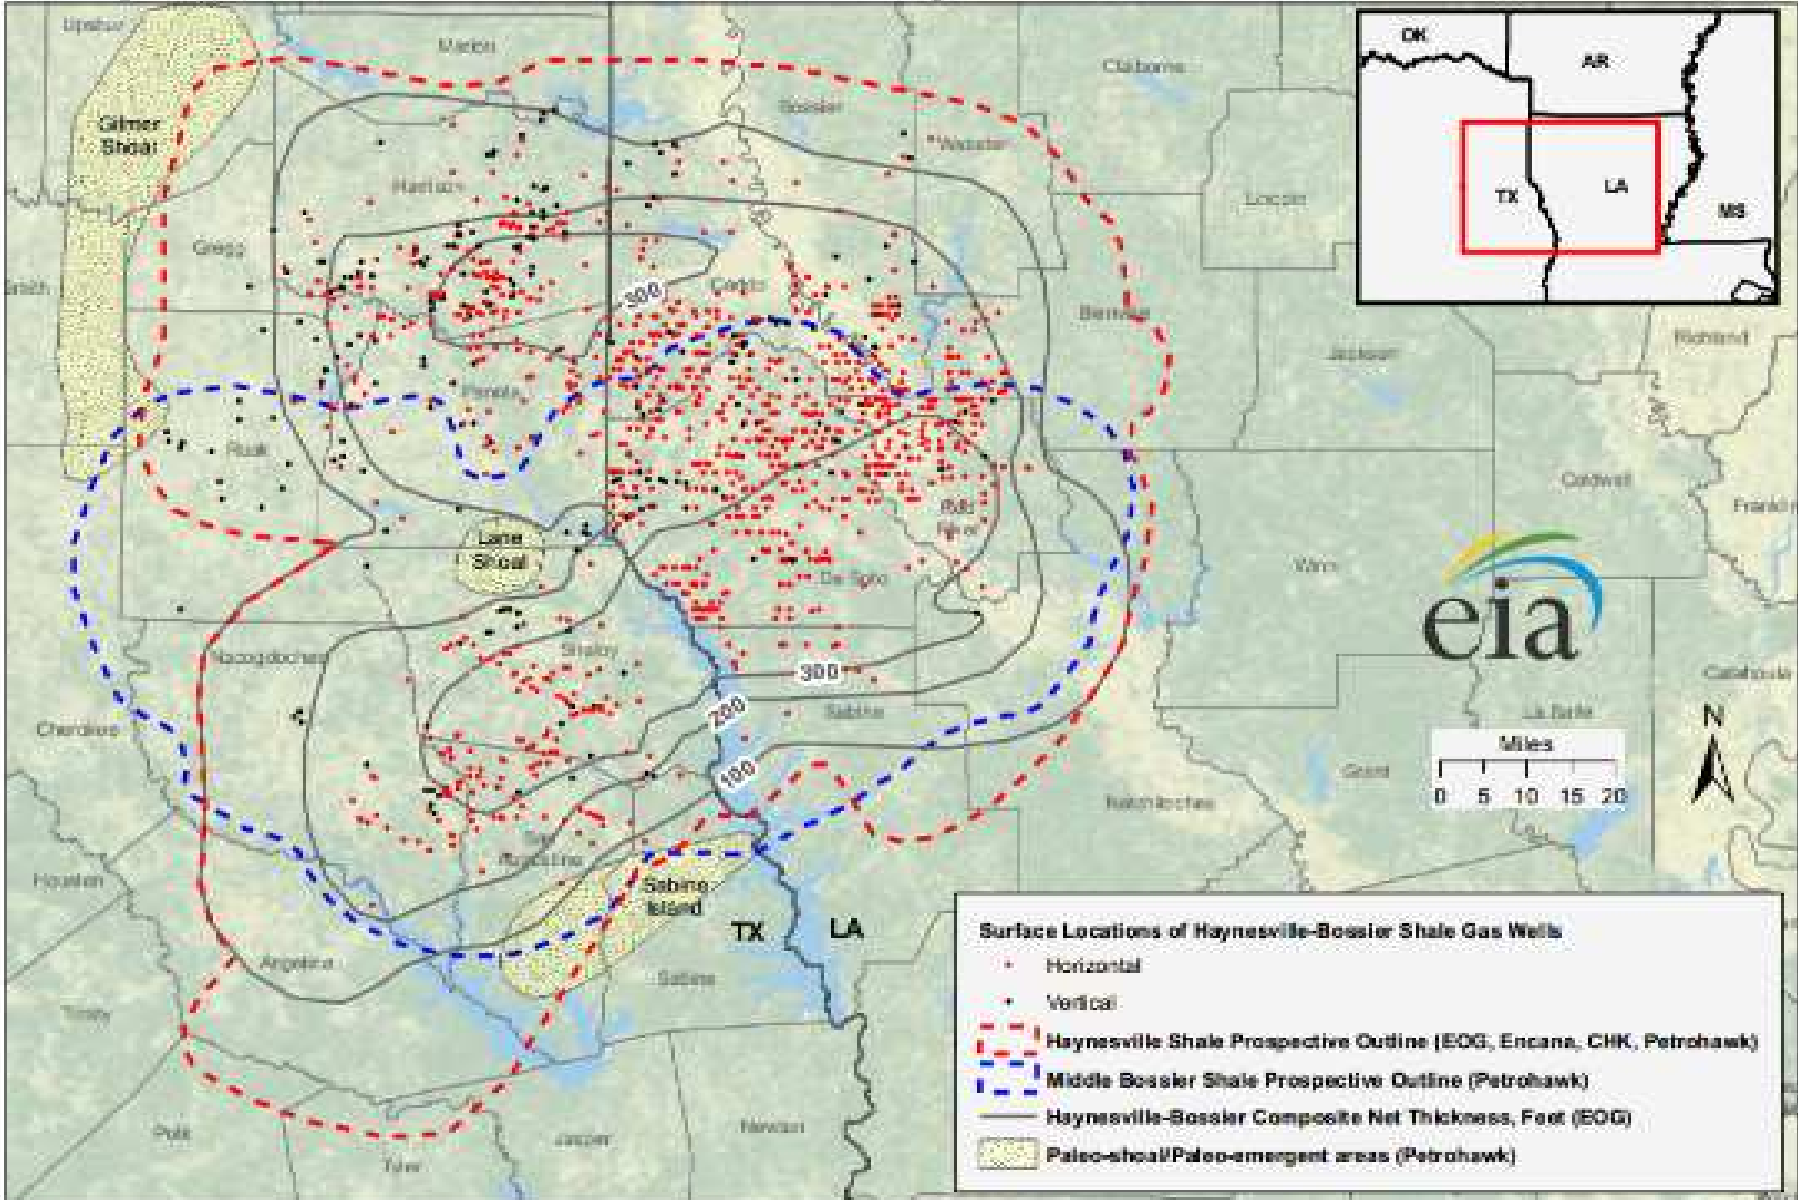 Upshur
Marion
Claiborne
Bossier
Webster
Gilmer
Shoal
Harrison
Lincoln
Gregg
Smith
Caddo
300
Bienville
Jackson
Richland
Panola
Rusk
Caldwell
Franklin
Red
River
Lane
Shoal
De Soto
Winn
eia
Shelby
Nacogdoches
300
200
Sabine
100
Cherokee
Catahoula
La Salle
N
Miles
0 5 10 15 20
Grant
Natchitoches
Augustine
Houston
Sabine
Island
TX
LA
Angelina
Sabine
Trinity
Polk
Tyler
Jasper
Newton
OK
AR
TX
LA
MS
Surface Locations of Haynesville-Bossier Shale Gas Wells
Horizontal
Vertical
Haynesville Shale Prospective Outline (EOG, Encana, CHK, Petrohawk)
Middle Bossier Shale Prospective Outline (Petrohawk)
Haynesville-Bossier Composite Net Thickness, Feet (EOG)
Paleo-shoal/Paleo-emergent areas (Petrohawk)